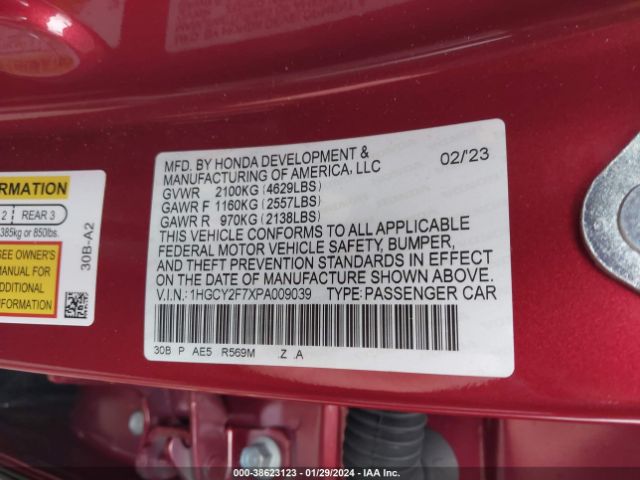 MFD. BY HONDA DEVELOPMENT & 02/'23
MANUFACTURING OF AMERICA, LLC
GVWR 2100KG (4629LBS)
GAWR F 1160KG (2557LBS)
GAWR R 970KG (2138LBS)
THIS VEHICLE CONFORMS TO ALL APPLICABLE
FEDERAL MOTOR VEHICLE SAFETY, BUMPER,
AND THEFT PREVENTION STANDARDS IN EFFECT
ON THE DATE OF MANUFACTURE SHOWN ABOVE.
V.I.N.: 1HGCY2F7XPA009039 TYPE: PASSENGER CAR
30B P AE5 R569M .Z .A
ORMATION
2 REAR 3
385kg or 850lbs.
SEE OWNER'S
MANUAL FOR
ADDITIONAL
INFORMATION
30B-A2
000-38623123 - 01/29/2024 - IAA Inc.